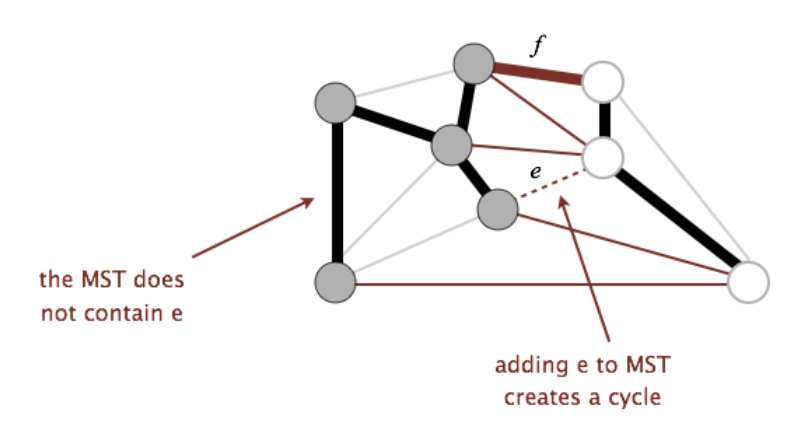 f
e
the MST does
not contain e
adding e to MST
creates a cycle